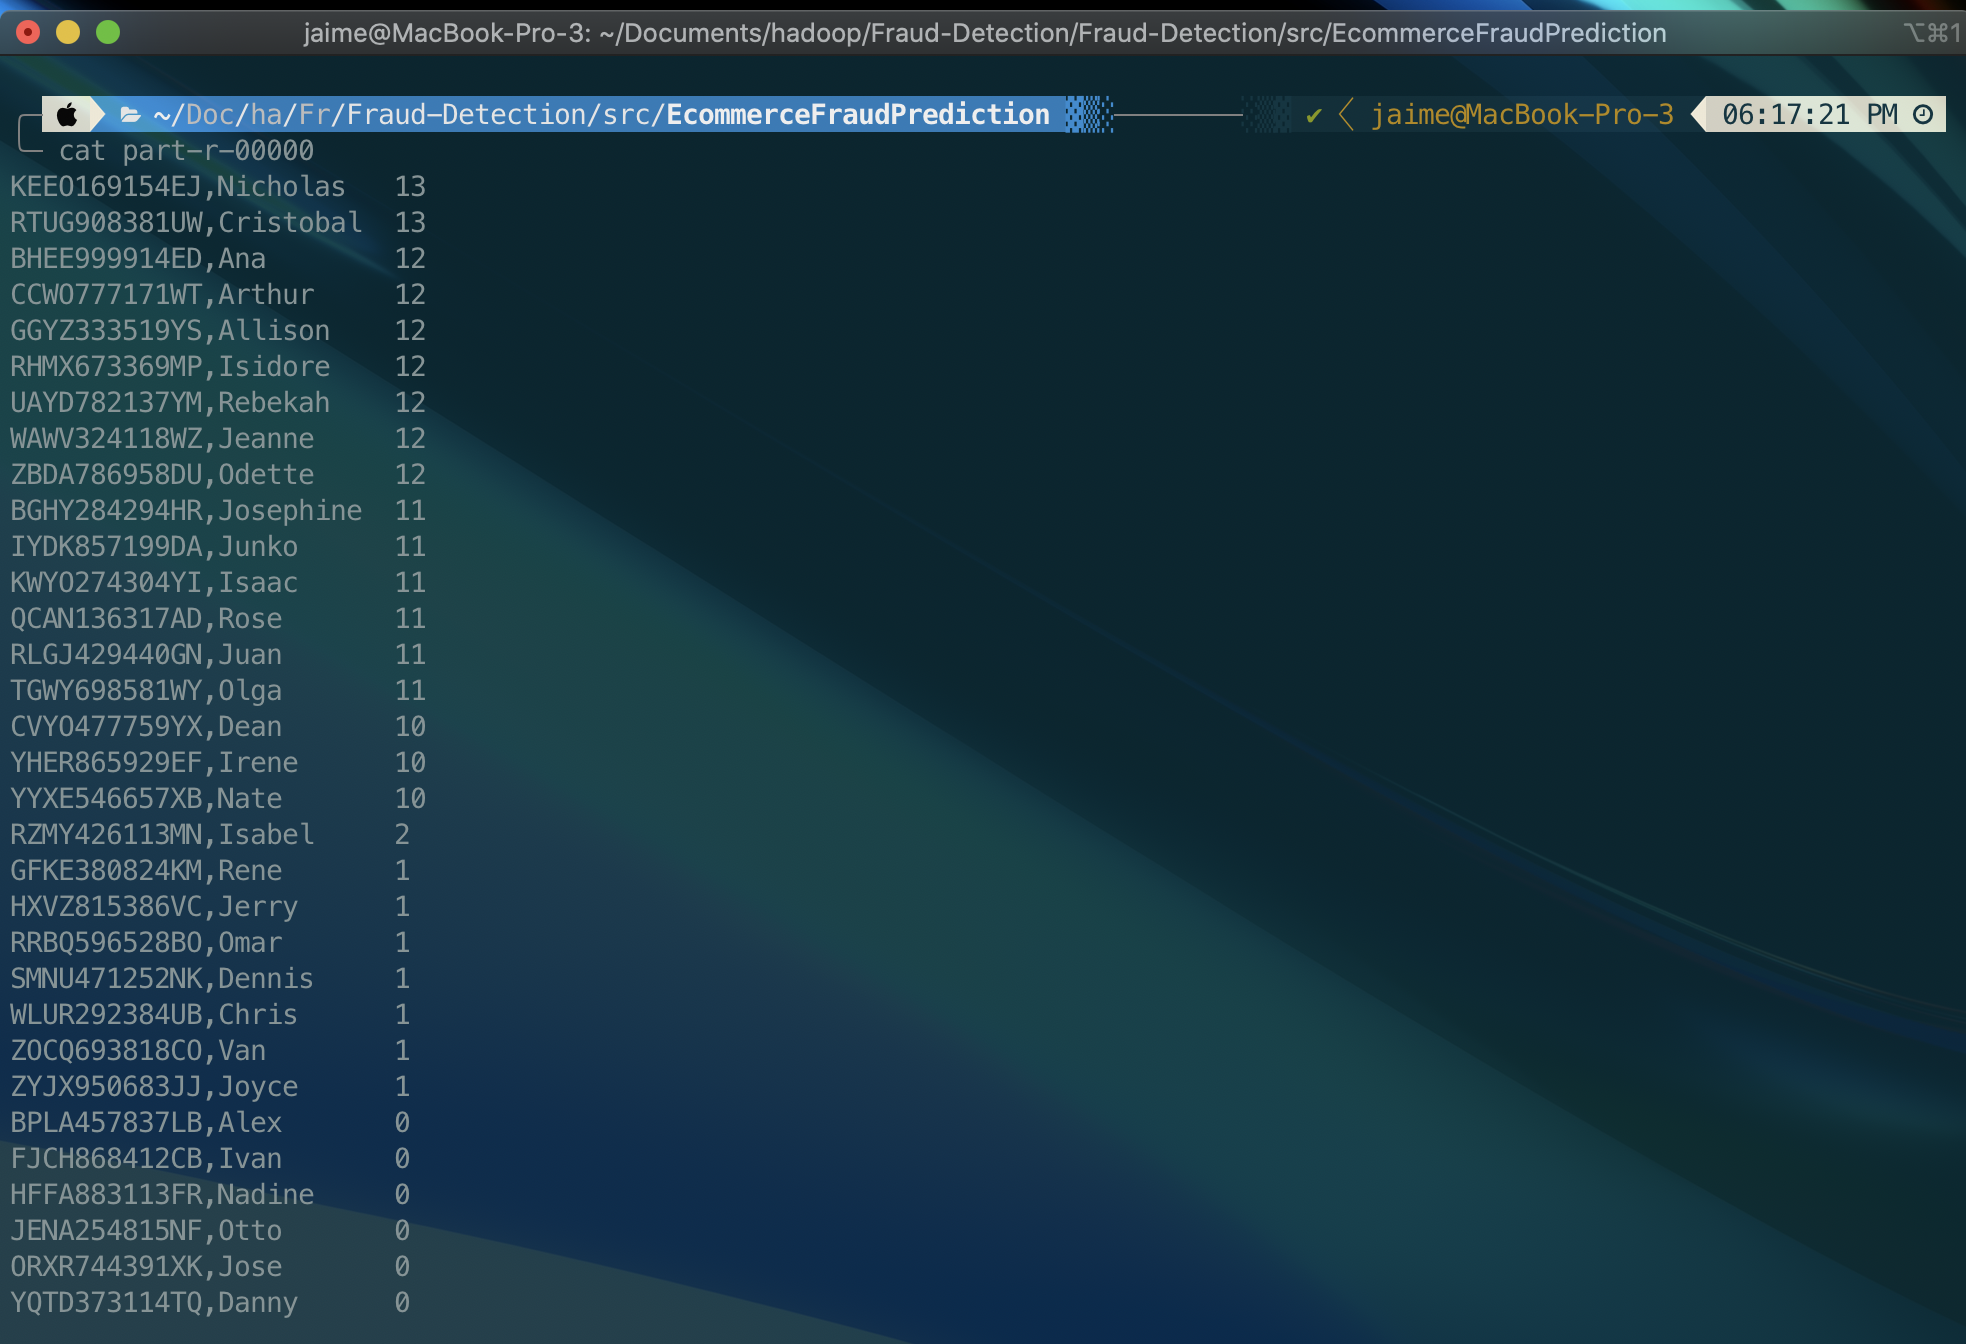 jaime@MacBook-Pro-3: ~/Documents/hadoop/Fraud-Detection/Fraud-Detection/src/EcommerceFraudPrediction ⌥⌘1
~/Doc/ha/Fr/Fraud-Detection/src/EcommerceFraudPrediction ✔ jaime@MacBook-Pro-3 06:17:21 PM
cat part-r-00000
KEEO169154EJ,Nicholas 13
RTUG908381UW,Cristobal 13
BHEE999914ED,Ana 12
CCWO777171WT,Arthur 12
GGYZ333519YS,Allison 12
RHMX673369MP,Isidore 12
UAYD782137YM,Rebekah 12
WAWV324118WZ,Jeanne 12
ZBDA786958DU,Odette 12
BGHY284294HR,Josephine 11
IYDK857199DA,Junko 11
KWYO274304YI,Isaac 11
QCAN136317AD,Rose 11
RLGJ429440GN,Juan 11
TGWY698581WY,Olga 11
CVYO477759YX,Dean 10
YHER865929EF,Irene 10
YYXE546657XB,Nate 10
RZMY426113MN,Isabel 2
GFKE380824KM,Rene 1
HXVZ815386VC,Jerry 1
RRBQ596528BO,Omar 1
SMNU471252NK,Dennis 1
WLUR292384UB,Chris 1
ZOCQ693818CO,Van 1
ZYJX950683JJ,Joyce 1
BPLA457837LB,Alex 0
FJCH868412CB,Ivan 0
HFFA883113FR,Nadine 0
JENA254815NF,Otto 0
ORXR744391XK,Jose 0
YQTD373114TQ,Danny 0